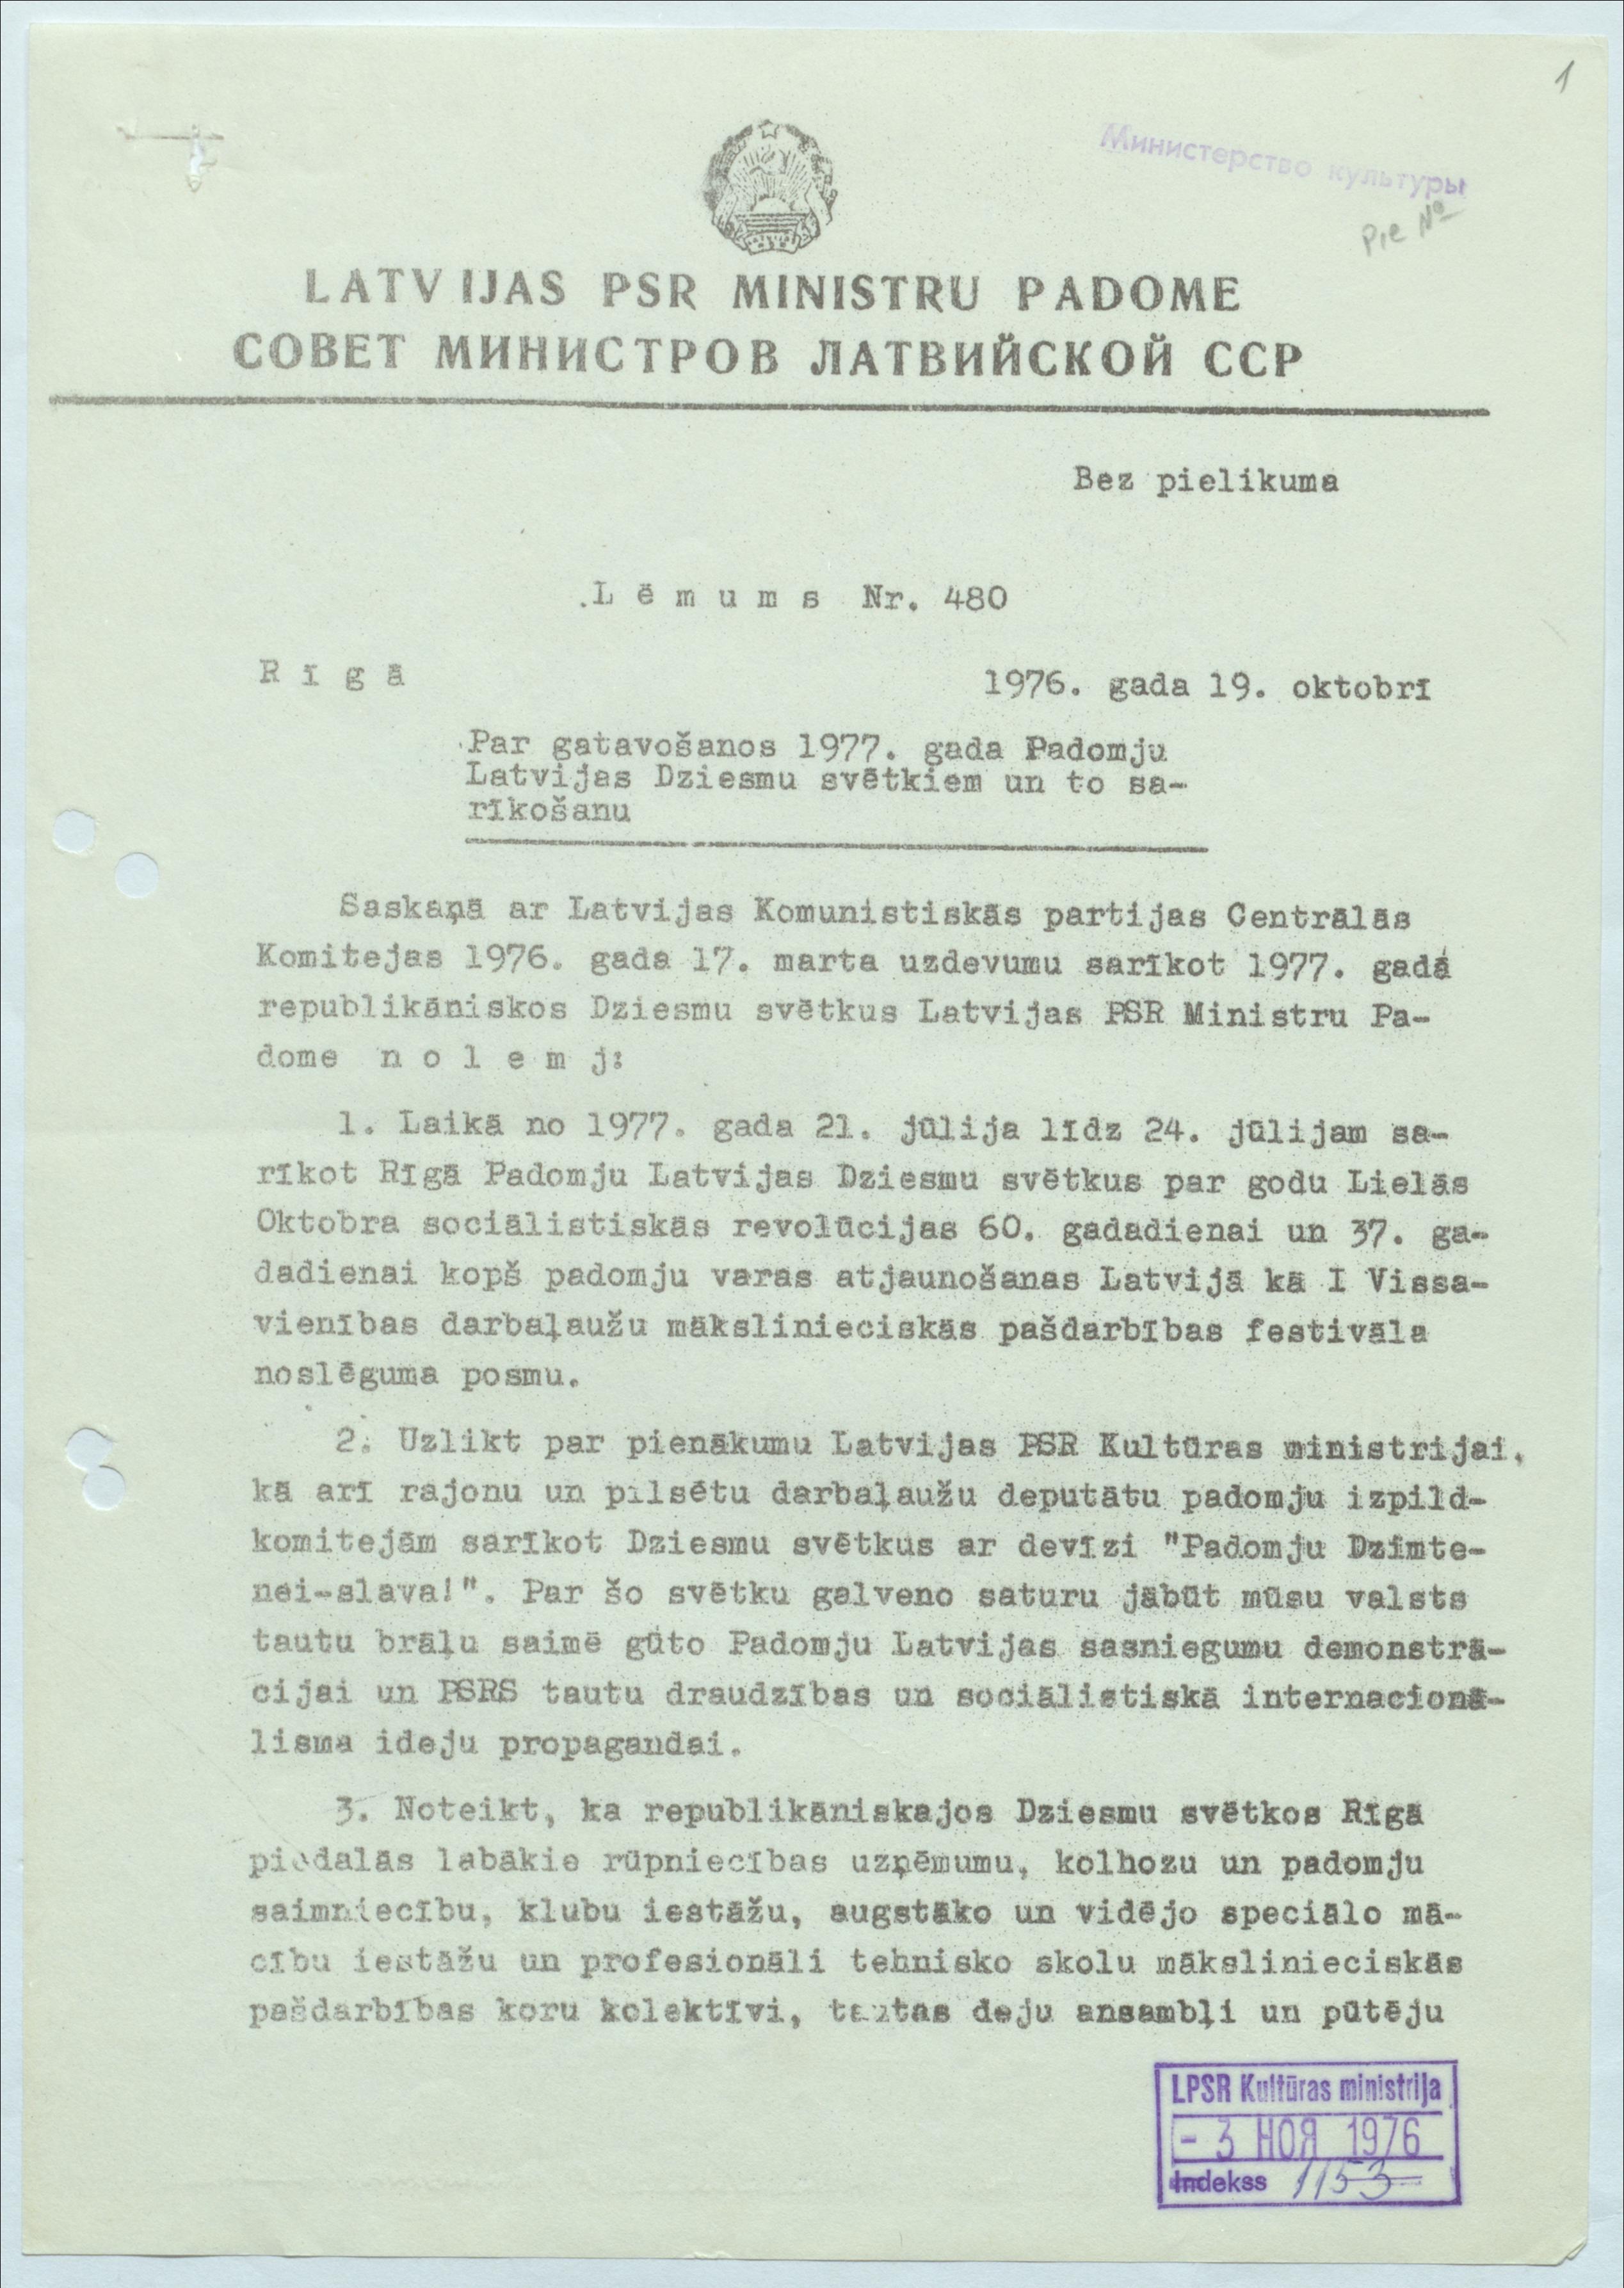 1
Министерство культуры
Pie №
LATVIJAS PSR MINISTRU PADOME
СОВЕТ МИНИСТРОВ ЛАТВИЙСКОЙ ССР
Bez pielikuma
Lēmums Nr. 480
Rīgā 1976. gada 19. oktobrī
Par gatavošanos 1977. gada Padomju
Latvijas Dziesmu svētkiem un to sa-
rīkošanu
Saskaņā ar Latvijas Komunistiskās partijas Centrālās
Komitejas 1976. gada 17. marta uzdevumu sarīkot 1977. gadā
republikāniskos Dziesmu svētkus Latvijas PSR Ministru Pa-
dome nolemj:
1. Laikā no 1977. gada 21. jūlija līdz 24. jūlijam sa-
rīkot Rīgā Padomju Latvijas Dziesmu svētkus par godu Lielās
Oktobra sociālistiskās revolūcijas 60. gadadienai un 37. ga-
dadienai kopš padomju varas atjaunošanas Latvijā kā I Vissa-
vienības darbaļaužu mākslinieciskās pašdarbības festivāla
noslēguma posmu.
2. Uzlikt par pienākumu Latvijas PSR Kultūras ministrijai,
kā arī rajonu un pilsētu darbaļaužu deputātu padomju izpild-
komitejām sarīkot Dziesmu svētkus ar devīzi "Padomju Dzimte-
nei-slava!". Par šo svētku galveno saturu jābūt mūsu valsts
tautu brāļu saimē gūto Padomju Latvijas sasniegumu demonstrā-
cijai un PSRS tautu draudzības un sociālistiskā internacionā-
lisma ideju propagandai.
3. Noteikt, ka republikāniskajos Dziesmu svētkos Rīgā
piedalās labākie rūpniecības uzņēmumu, kolhozu un padomju
saimniecību, klubu iestāžu, augstāko un vidējo speciālo mā-
cību iestāžu un profesionāli tehnisko skolu mākslinieciskās
pašdarbības koru kolektīvi, tautas deju ansambļi un pūtēju
LPSR Kultūras ministrija
- 3 НОЯ 1976
Indekss 1153